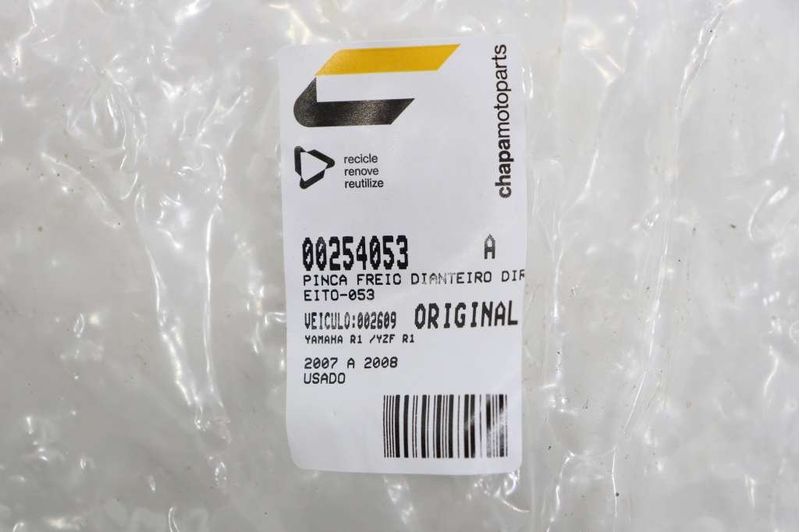 chapamotoparts
recicle
renove
reutilize
00254053 A
PINCA FREIO DIANTEIRO DIR
EITO-053
VEICULO:002609 ORIGINAL
YAMAHA R1 /YZF R1
2007 A 2008
USADO